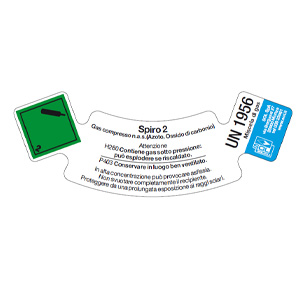 2
Spiro 2
Gas compresso n.a.s. (Azoto, Ossido di carbonio)
Attenzione
H280 Contiene gas sotto pressione:
può esplodere se riscaldato.
P403 Conservare in luogo ben ventilato.
In alta concentrazione può provocare asfissia.
Non svuotare completamente il recipiente.
Proteggere da una prolungata esposizione ai raggi solari.
UN 1956
Miscela di gas